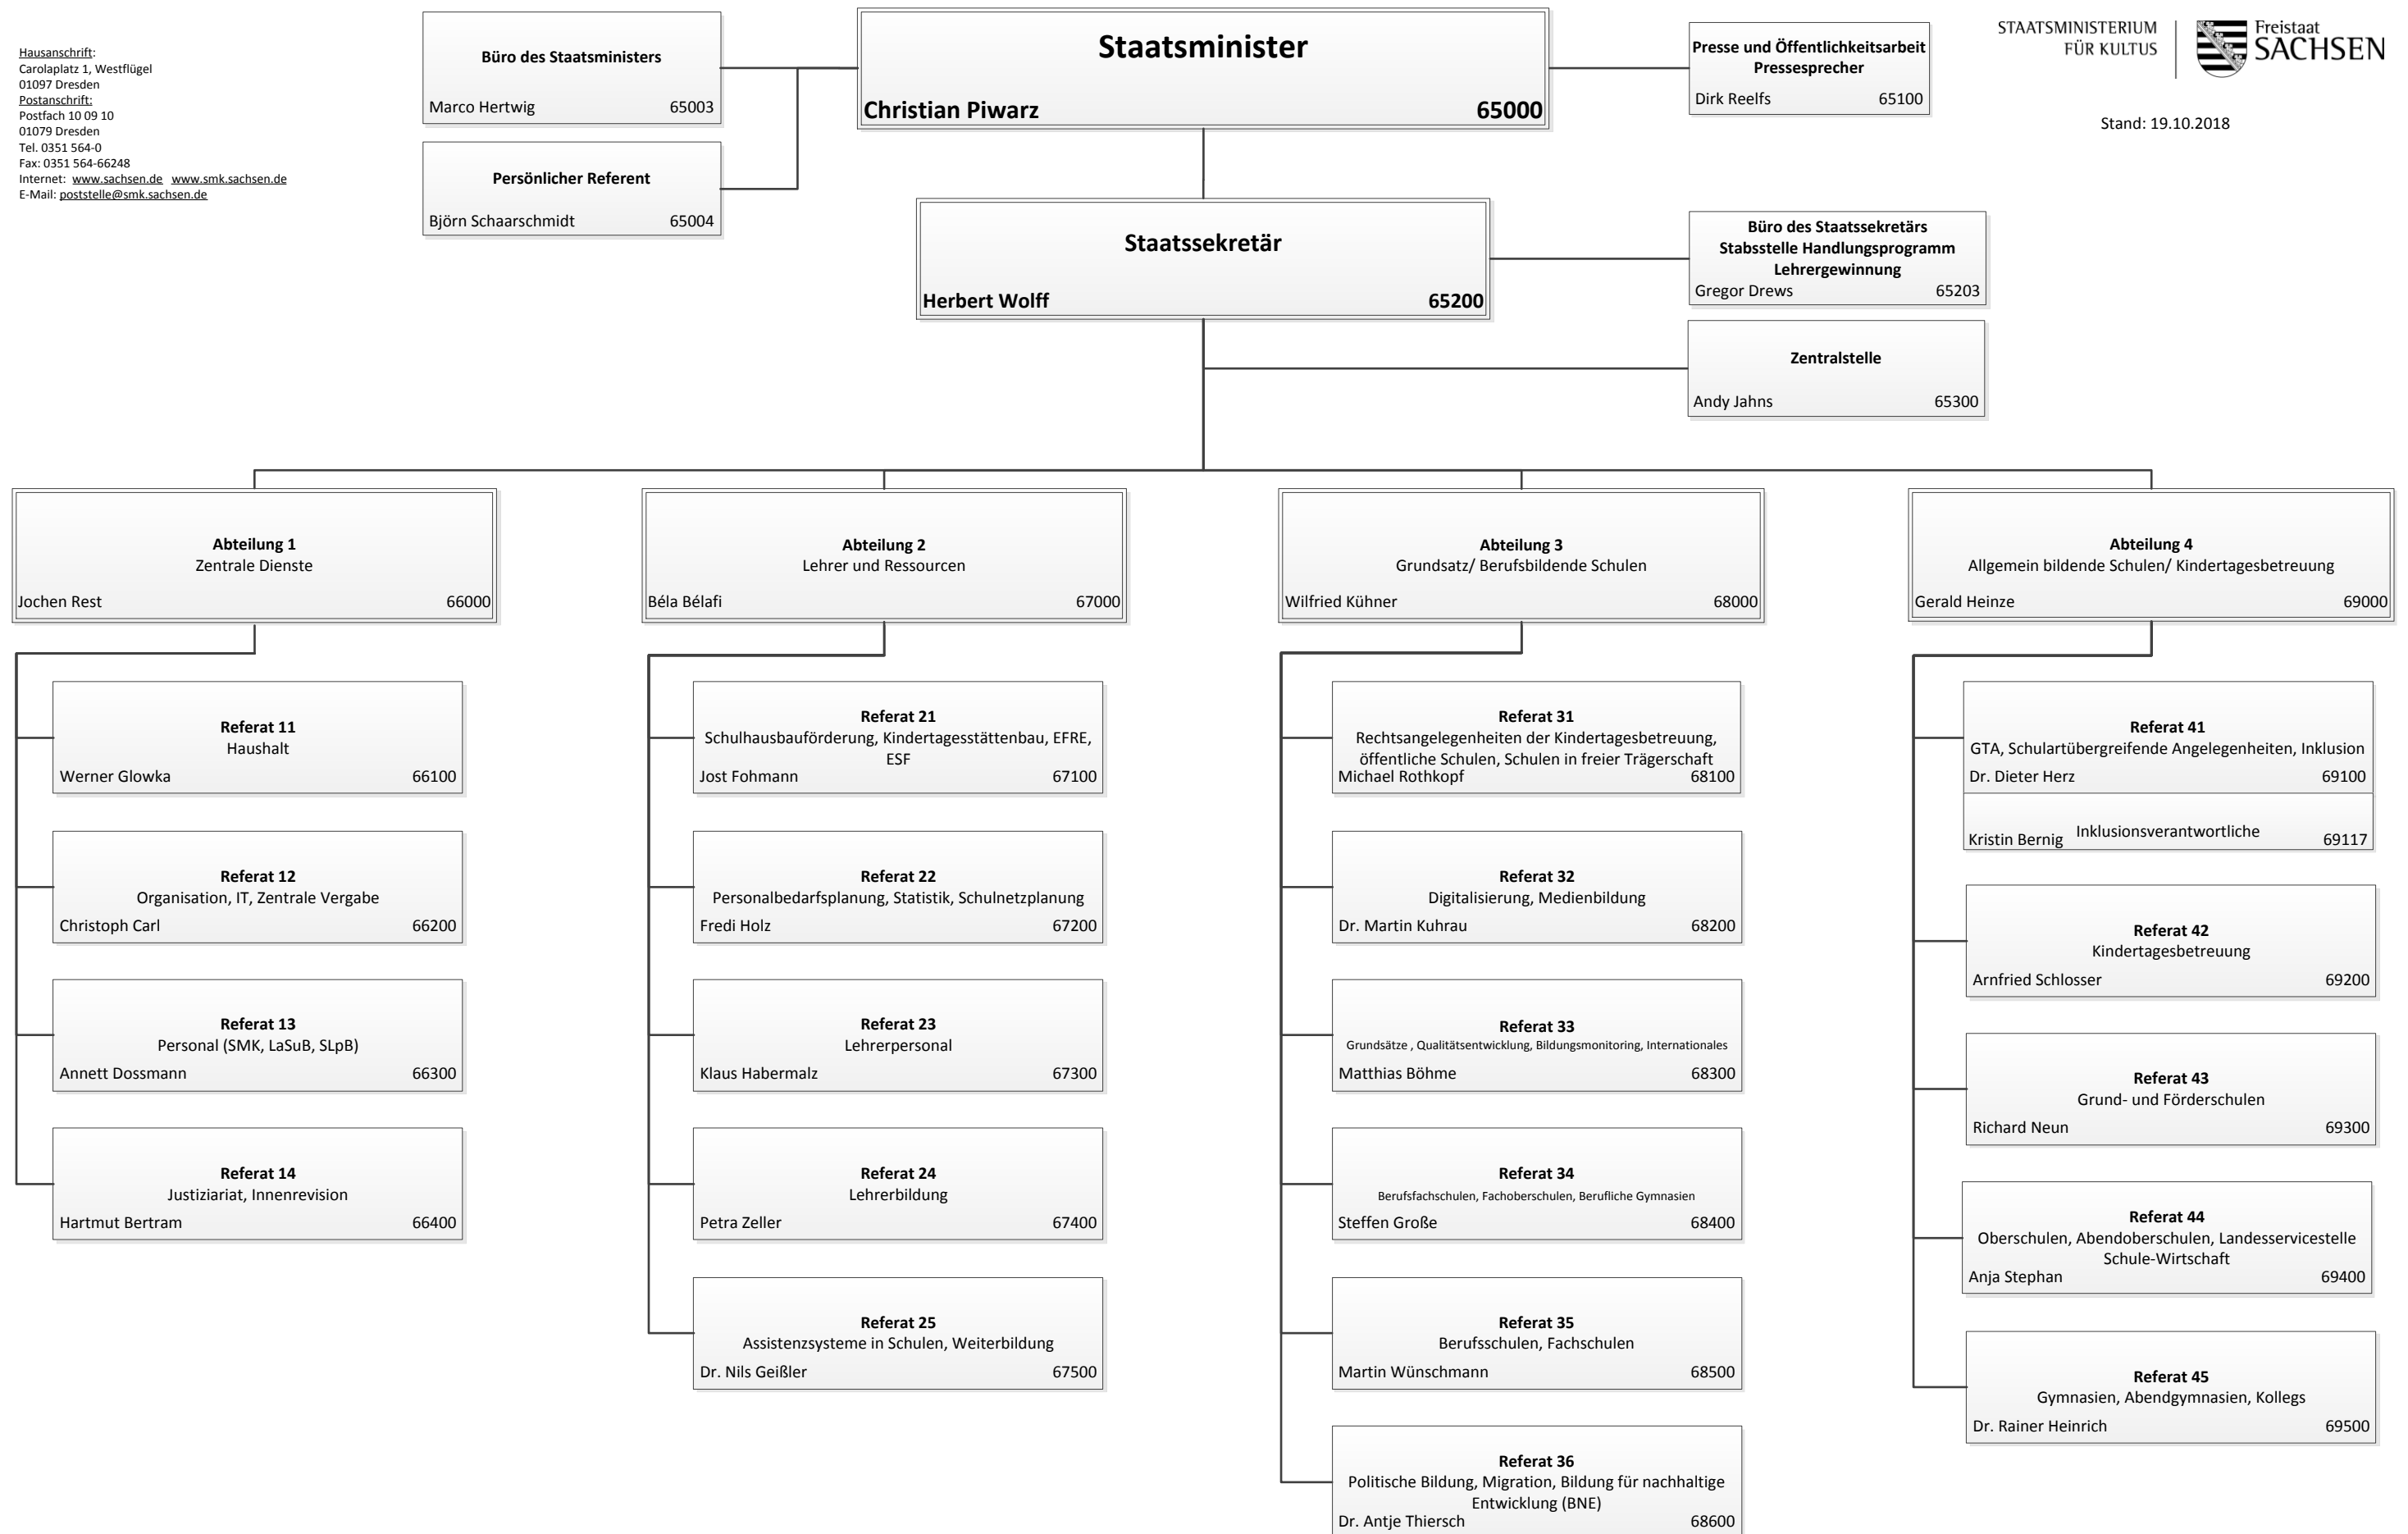 Hausanschrift:
Carolaplatz 1, Westflügel
01097 Dresden
Postanschrift:
Postfach 10 09 10
01079 Dresden
Tel. 0351 564-0
Fax: 0351 564-66248
Internet: www.sachsen.de www.smk.sachsen.de
E-Mail: poststelle@smk.sachsen.de
Büro des Staatsministers
Marco Hertwig 65003
Persönlicher Referent
Björn Schaarschmidt 65004
Staatsminister
Christian Piwarz 65000
Presse und Öffentlichkeitsarbeit
Pressesprecher
Dirk Reelfs 65100
STAATSMINISTERIUM
FÜR KULTUS
Freistaat
SACHSEN
Stand: 19.10.2018
Staatssekretär
Herbert Wolff 65200
Büro des Staatssekretärs
Stabsstelle Handlungsprogramm
Lehrergewinnung
Gregor Drews 65203
Zentralstelle
Andy Jahns 65300
Abteilung 1
Zentrale Dienste
Jochen Rest 66000
Referat 11
Haushalt
Werner Glowka 66100
Referat 12
Organisation, IT, Zentrale Vergabe
Christoph Carl 66200
Referat 13
Personal (SMK, LaSuB, SLpB)
Annett Dossmann 66300
Referat 14
Justiziariat, Innenrevision
Hartmut Bertram 66400
Abteilung 2
Lehrer und Ressourcen
Béla Bélafi 67000
Referat 21
Schulhausbauförderung, Kindertagesstättenbau, EFRE,
ESF
Jost Fohmann 67100
Referat 22
Personalbedarfsplanung, Statistik, Schulnetzplanung
Fredi Holz 67200
Referat 23
Lehrerpersonal
Klaus Habermalz 67300
Referat 24
Lehrerbildung
Petra Zeller 67400
Referat 25
Assistenzsysteme in Schulen, Weiterbildung
Dr. Nils Geißler 67500
Abteilung 3
Grundsatz/ Berufsbildende Schulen
Wilfried Kühner 68000
Referat 31
Rechtsangelegenheiten der Kindertagesbetreuung,
öffentliche Schulen, Schulen in freier Trägerschaft
Michael Rothkopf 68100
Referat 32
Digitalisierung, Medienbildung
Dr. Martin Kuhrau 68200
Referat 33
Grundsätze , Qualitätsentwicklung, Bildungsmonitoring, Internationales
Matthias Böhme 68300
Referat 34
Berufsfachschulen, Fachoberschulen, Berufliche Gymnasien
Steffen Große 68400
Referat 35
Berufsschulen, Fachschulen
Martin Wünschmann 68500
Referat 36
Politische Bildung, Migration, Bildung für nachhaltige
Entwicklung (BNE)
Dr. Antje Thiersch 68600
Abteilung 4
Allgemein bildende Schulen/ Kindertagesbetreuung
Gerald Heinze 69000
Referat 41
GTA, Schulartübergreifende Angelegenheiten, Inklusion
Dr. Dieter Herz 69100
Inklusionsverantwortliche
Kristin Bernig 69117
Referat 42
Kindertagesbetreuung
Arnfried Schlosser 69200
Referat 43
Grund- und Förderschulen
Richard Neun 69300
Referat 44
Oberschulen, Abendoberschulen, Landesservicestelle
Schule-Wirtschaft
Anja Stephan 69400
Referat 45
Gymnasien, Abendgymnasien, Kollegs
Dr. Rainer Heinrich 69500